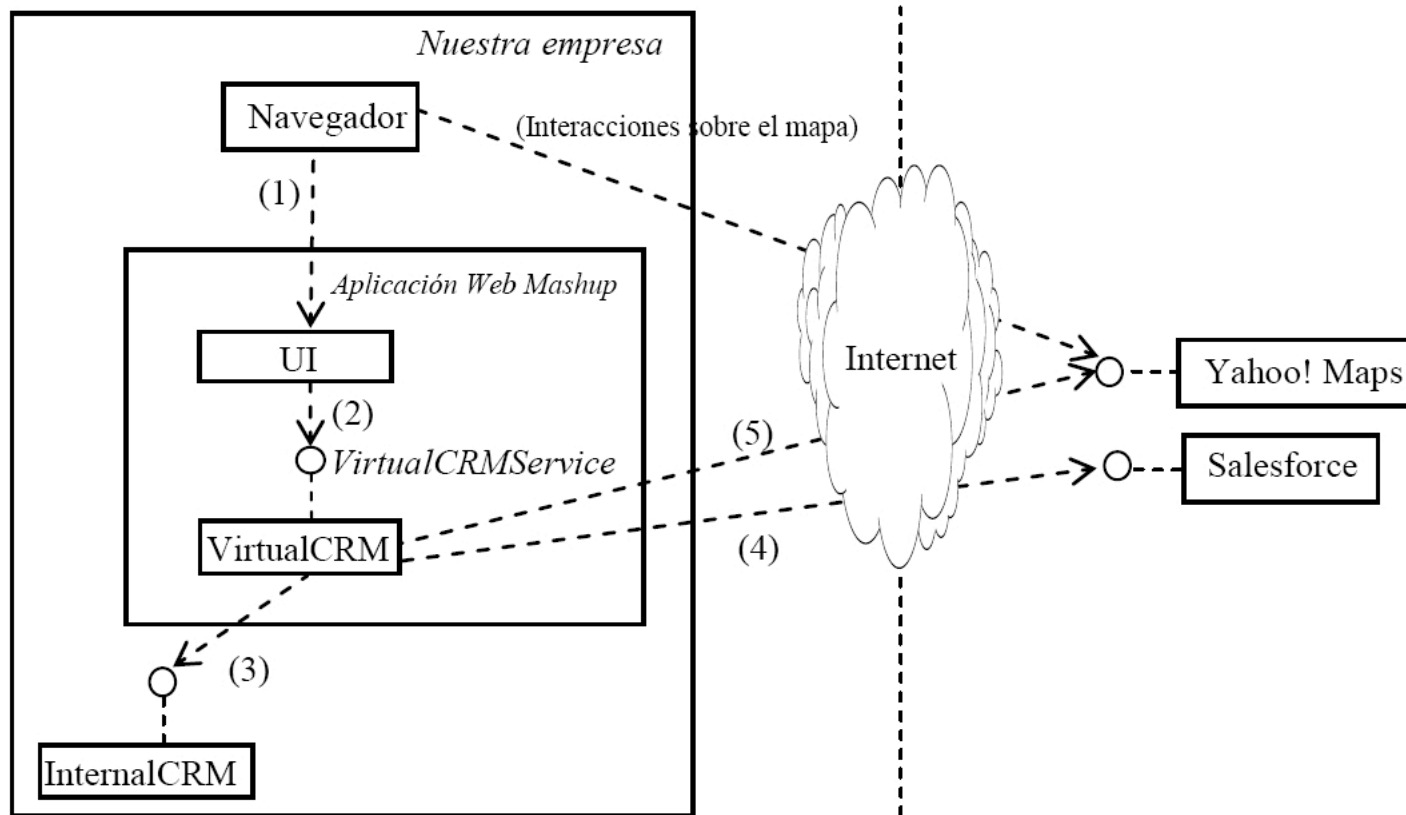 Nuestra empresa
Navegador
(Interacciones sobre el mapa)
(1)
Aplicación Web Mashup
UI
Internet
Yahoo! Maps
(2)
(5)
VirtualCRMService
Salesforce
VirtualCRM
(4)
(3)
InternalCRM